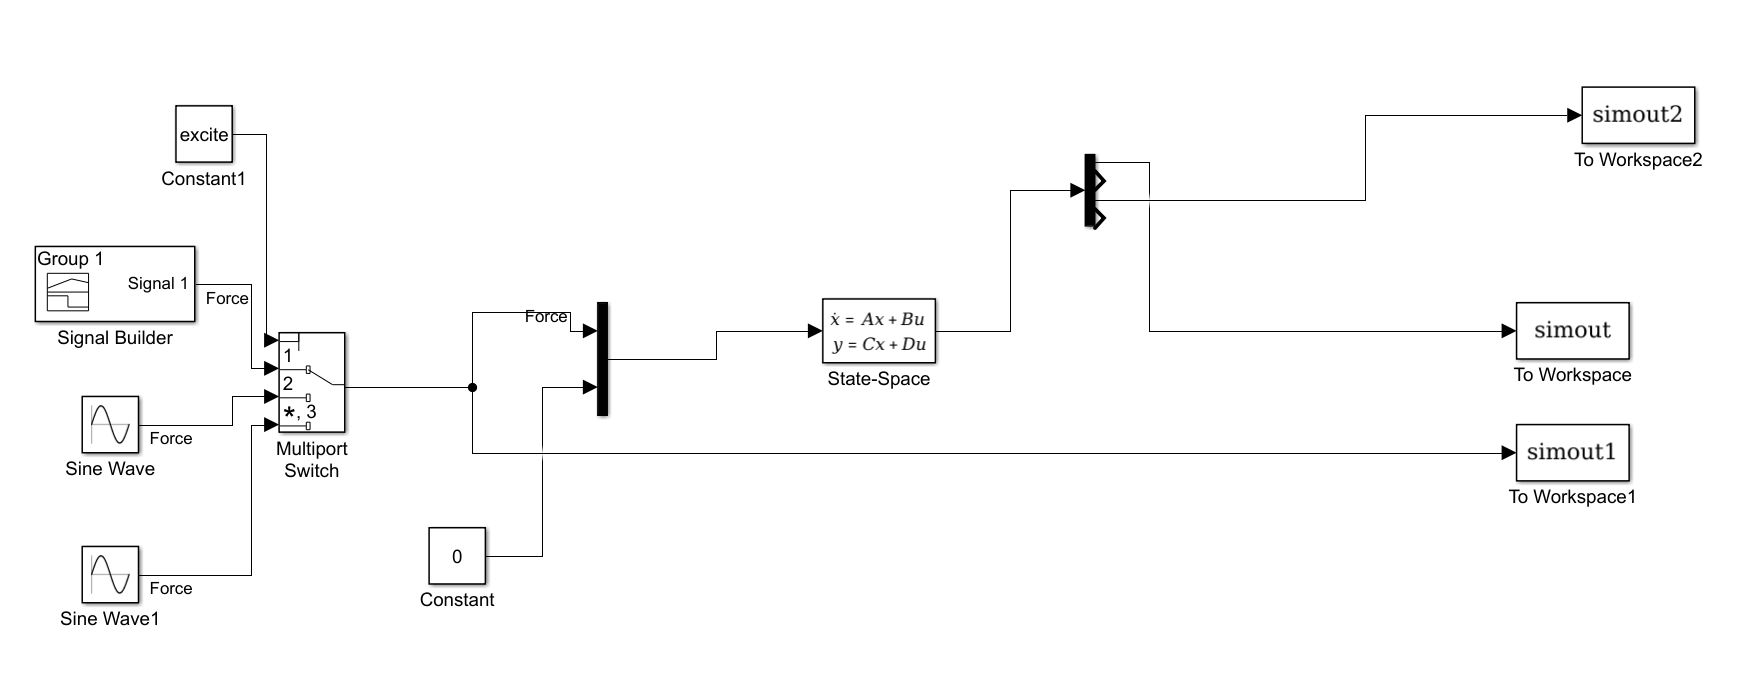 excite
Constant1
Group 1
Signal 1
Force
Signal Builder
Sine Wave
Force
Sine Wave1
Force
1
2
*, 3
Multiport
Switch
Force
0
Constant
ẋ = Ax + Bu
y = Cx + Du
State-Space
simout2
To Workspace2
simout
To Workspace
simout1
To Workspace1